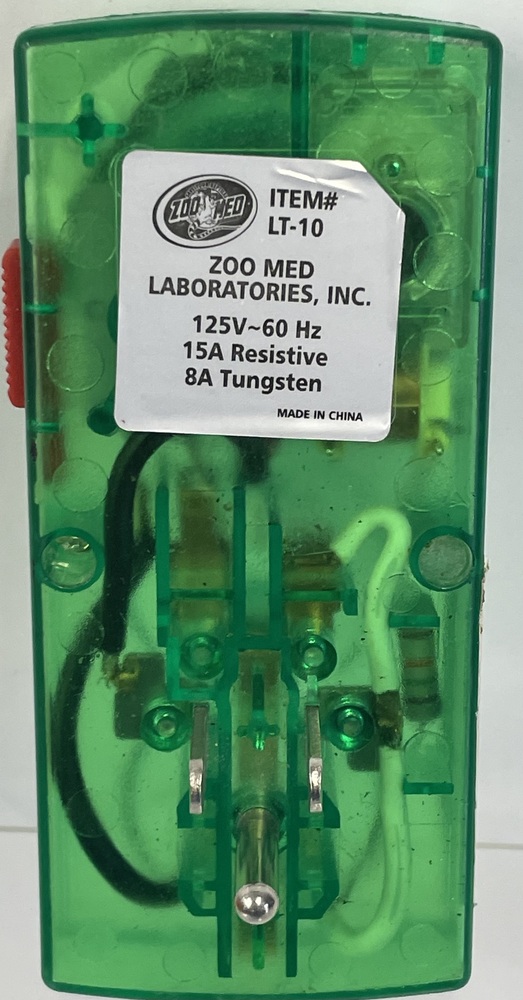 ZOO MED
ITEM#
LT-10
ZOO MED
LABORATORIES, INC.
125V~60 Hz
15A Resistive
8A Tungsten
MADE IN CHINA